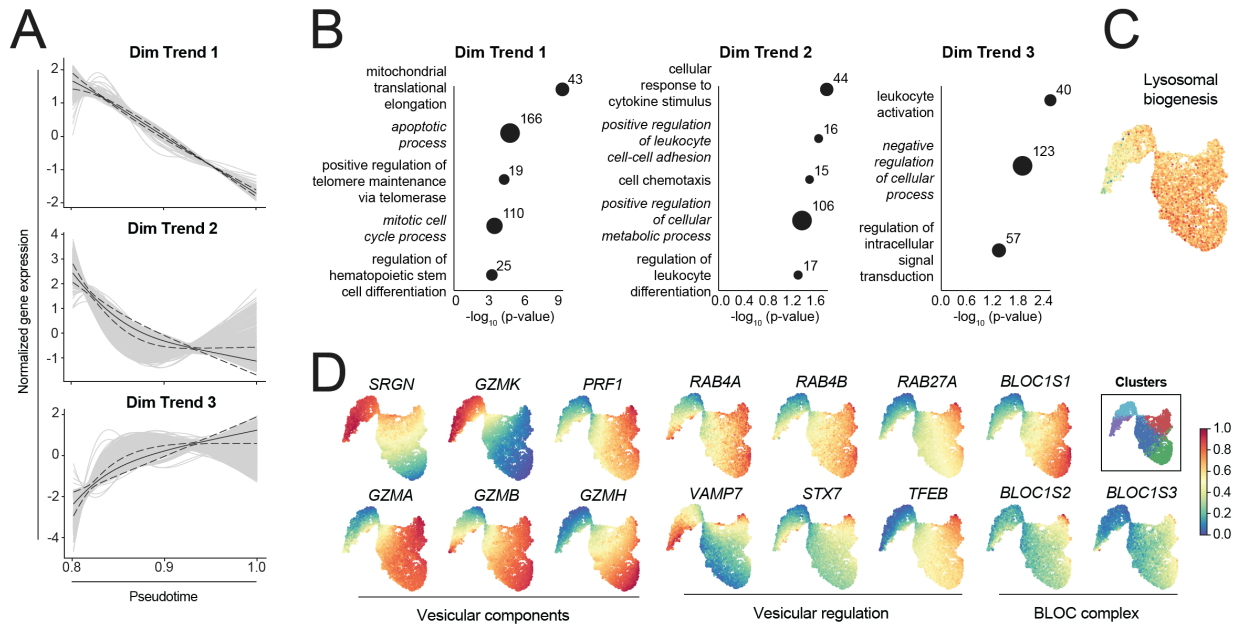 A
Dim Trend 1
2
1
0
-1
-2
Dim Trend 2
4
3
2
1
0
-1
Dim Trend 3
2
0
-2
-4
0.8
0.9
1.0
Normalized gene expression
Pseudotime
B
Dim Trend 1
mitochondrial
translational
elongation
apoptotic
process
positive regulation of
telomere maintenance
via telomerase
mitotic cell
cycle process
regulation of
hematopoietic stem
cell differentiation
43
166
19
110
25
0
3
6
9
-log10 (p-value)
Dim Trend 2
cellular
response to
cytokine stimulus
positive regulation
of leukocyte
cell-cell adhesion
cell chemotaxis
positive regulation
of cellular
metabolic process
regulation of
leukocyte
differentiation
44
16
15
106
17
0.0
0.4
0.8
1.2
1.6
-log10 (p-value)
Dim Trend 3
leukocyte
activation
negative
regulation
of cellular
process
regulation of
intracellular
signal
transduction
40
123
57
0.0
0.6
1.2
1.8
2.4
-log10 (p-value)
C
Lysosomal
biogenesis
D
SRGN
GZMK
PRF1
RAB4A
RAB4B
RAB27A
BLOC1S1
Clusters
GZMA
GZMB
GZMH
VAMP7
STX7
TFEB
BLOC1S2
BLOC1S3
1.0
0.8
0.6
0.4
0.2
0.0
Vesicular components
Vesicular regulation
BLOC complex